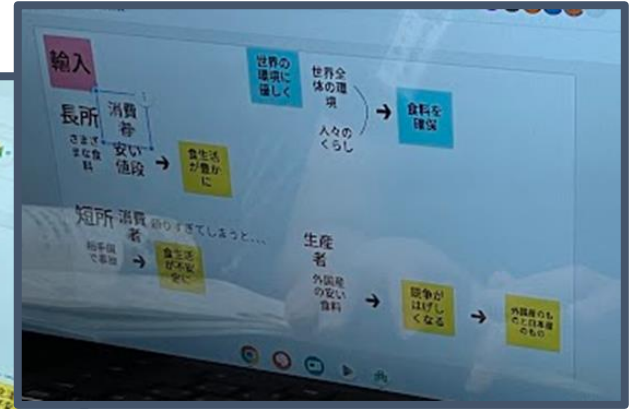 輸入
世界の
環境に
優しく
世界全
体の環
境
人々の
くらし
食料を
確保
長所
消費
者
さまざ
まな食
料
安い
値段
食生活
が豊か
に
短所
消費
者
頼りすぎてしまうと...
相手国
で事故
食生活
が不安
定に
生産
者
外国産
の安い
食料
競争が
はげし
くなる
外国産のも
のと日本産
のもの